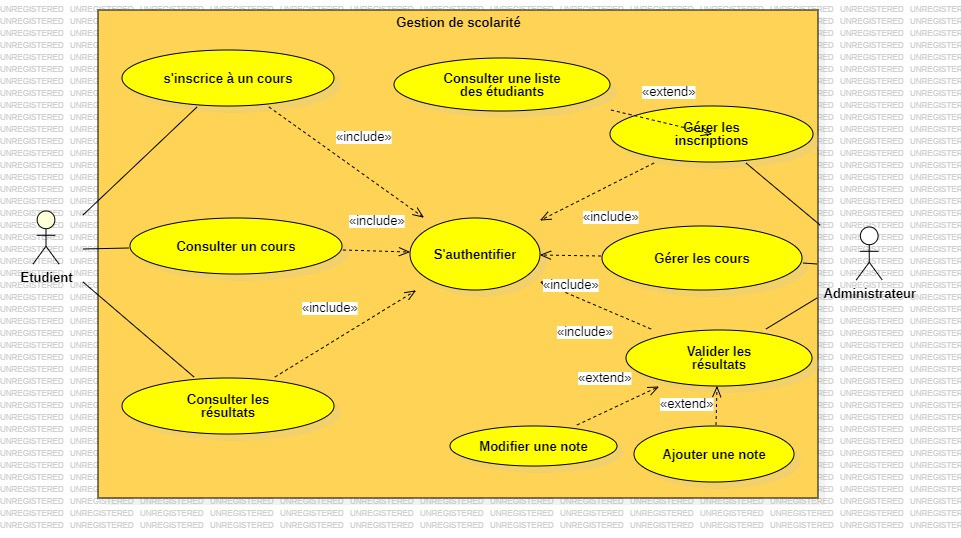 Gestion de scolarité
s'inscrice à un cours
Consulter une liste
des étudiants
«extend»
Gérer les
inscriptions
«include»
«include»
«include»
Consulter un cours
S'authentifier
Gérer les cours
Etudient
Administrateur
«include»
«include»
«include»
Valider les
résultats
«extend»
Consulter les
résultats
«extend»
Modifier une note
Ajouter une note
UNREGISTERED